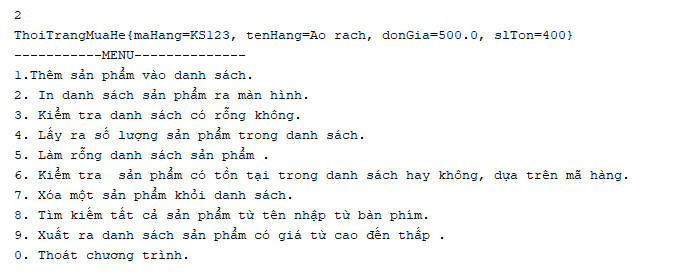 2
ThoiTrangMuaHe{maHang=KS123, tenHang=Ao rach, donGia=500.0, slTon=400}
-----------MENU--------------
1.Thêm sản phẩm vào danh sách.
2. In danh sách sản phẩm ra màn hình.
3. Kiểm tra danh sách có rỗng không.
4. Lấy ra số lượng sản phẩm trong danh sách.
5. Làm rỗng danh sách sản phẩm .
6. Kiểm tra  sản phẩm có tồn tại trong danh sách hay không, dựa trên mã hàng.
7. Xóa một sản phẩm khỏi danh sách.
8. Tìm kiếm tất cả sản phẩm từ tên nhập từ bàn phím.
9. Xuất ra danh sách sản phẩm có giá từ cao đến thấp .
0. Thoát chương trình.